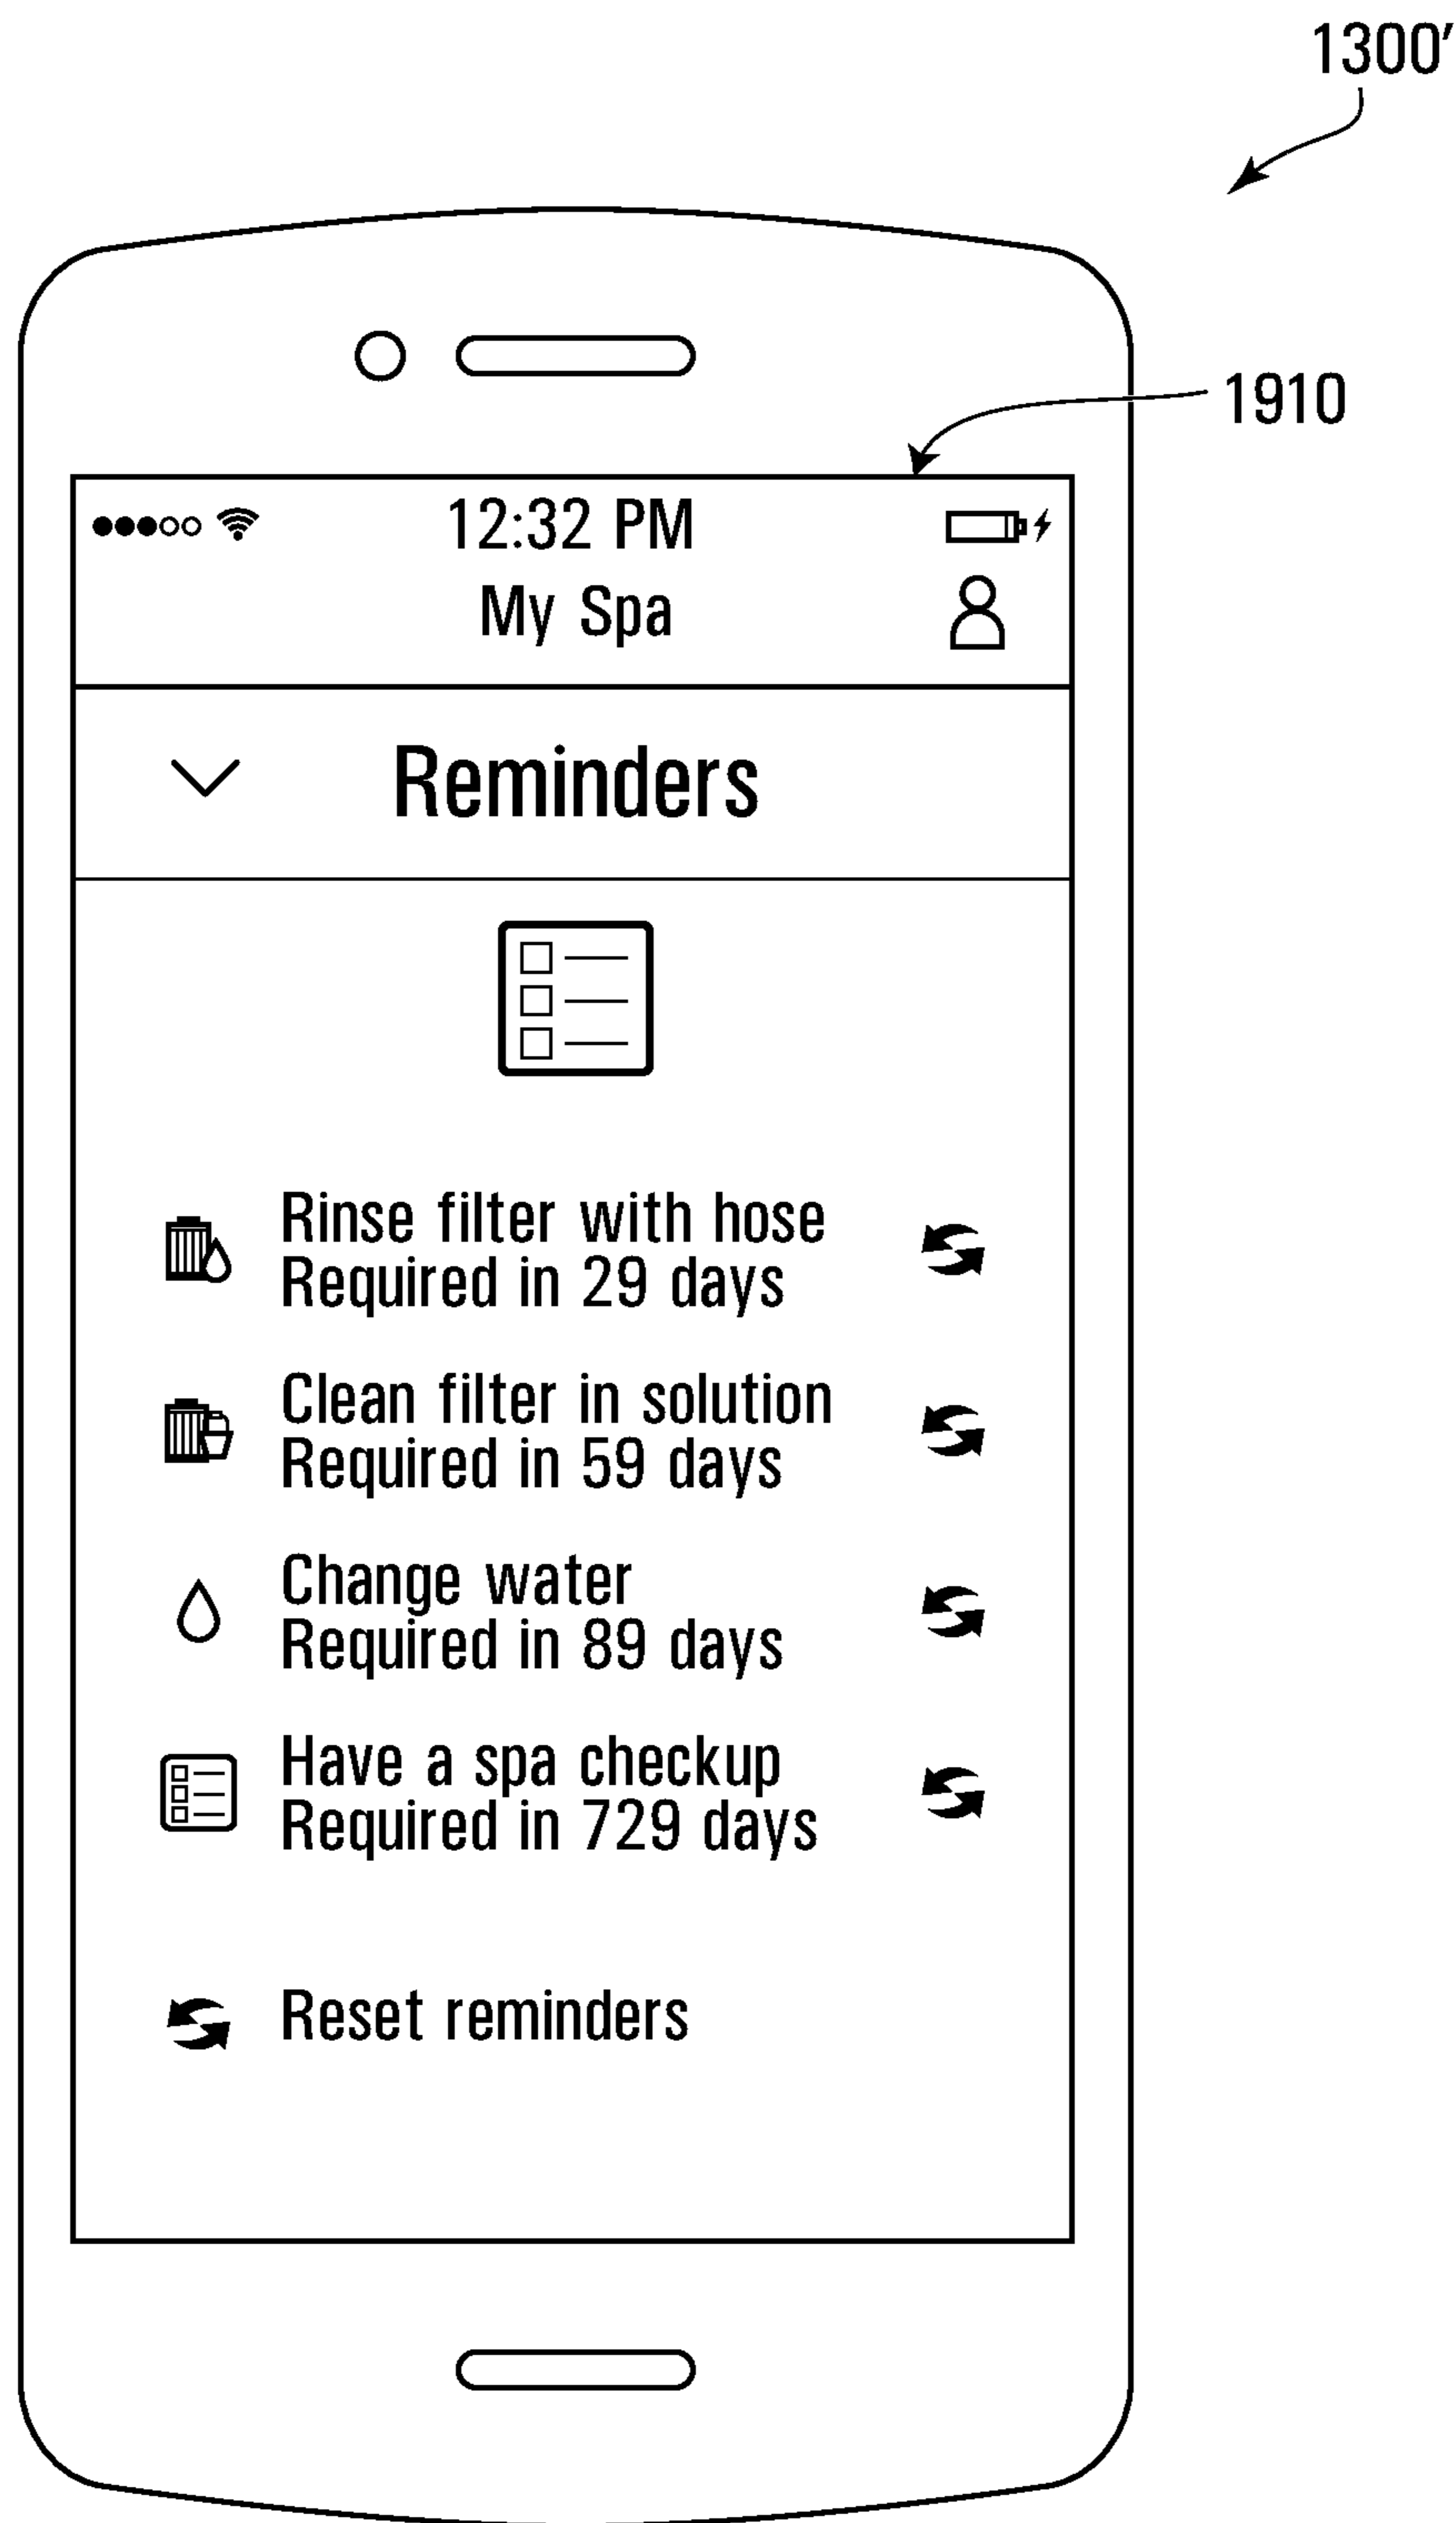 1300'
1910
12:32 PM
My Spa
Reminders
Rinse filter with hose
Required in 29 days
Clean filter in solution
Required in 59 days
Change water
Required in 89 days
Have a spa checkup
Required in 729 days
Reset reminders